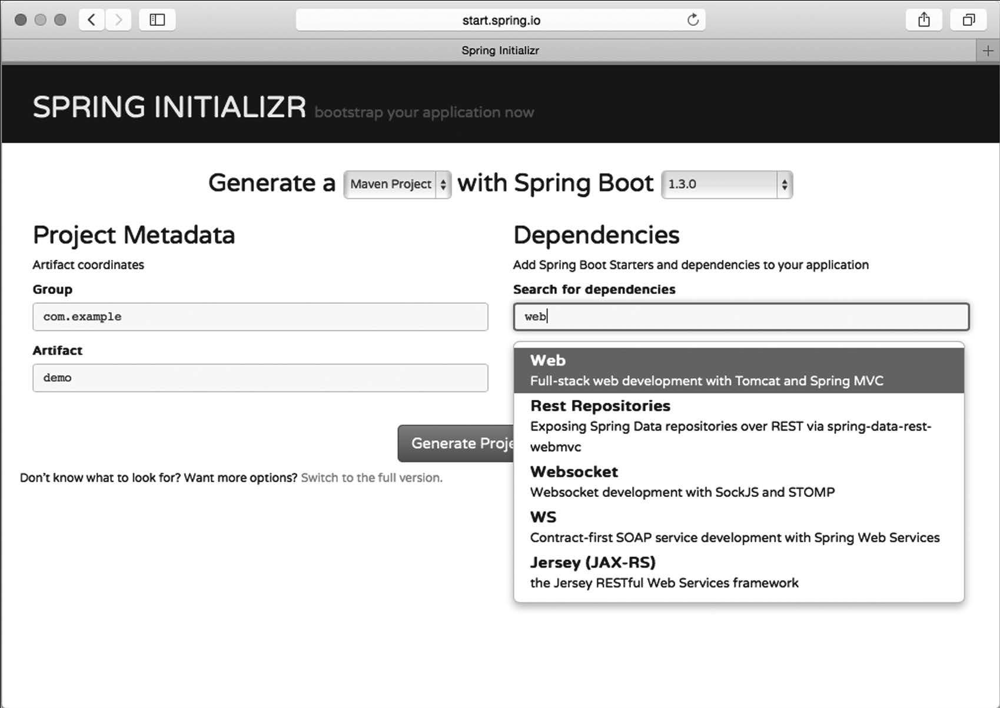 start.spring.io
Spring Initializr
SPRING INITIALIZR bootstrap your application now
Generate a Maven Project with Spring Boot 1.3.0
Project Metadata
Artifact coordinates
Group
com.example
Artifact
demo
Dependencies
Add Spring Boot Starters and dependencies to your application
Search for dependencies
web
Web
Full-stack web development with Tomcat and Spring MVC
Rest Repositories
Exposing Spring Data repositories over REST via spring-data-rest-
webmvc
Websocket
Websocket development with SockJS and STOMP
WS
Contract-first SOAP service development with Spring Web Services
Jersey (JAX-RS)
the Jersey RESTful Web Services framework
Generate Proje
Don't know what to look for? Want more options? Switch to the full version.